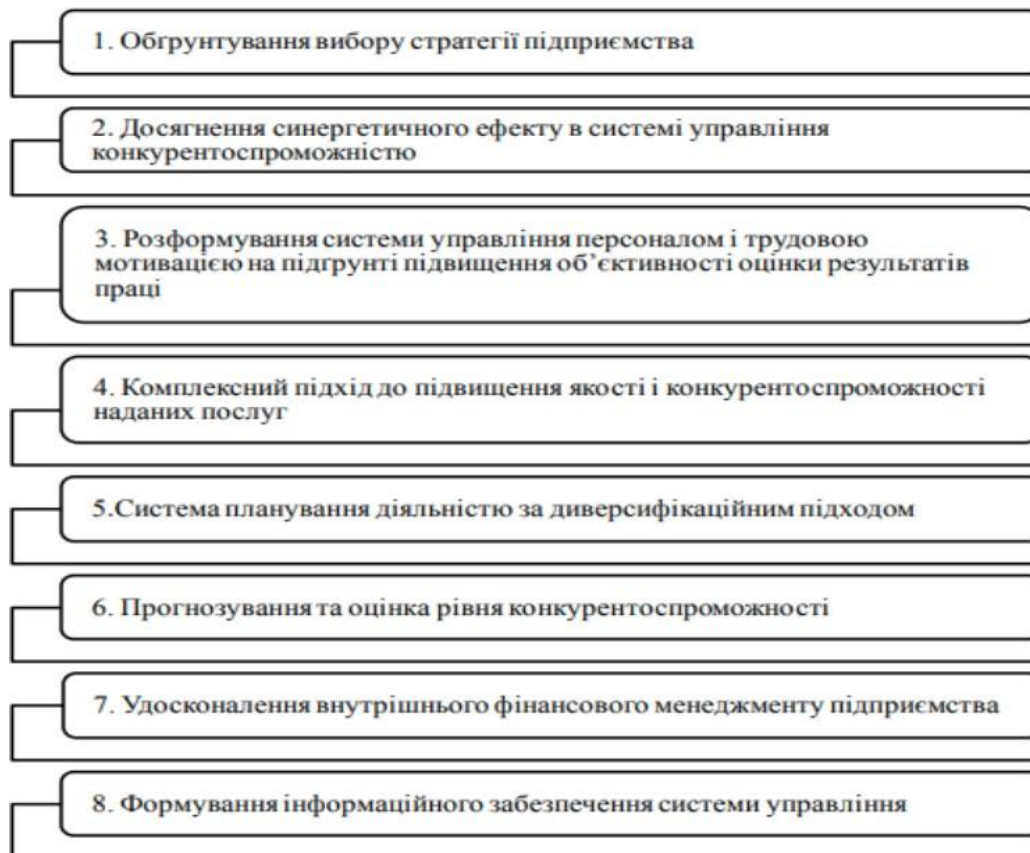 1. Обґрунтування вибору стратегії підприємства
2. Досягнення синергетичного ефекту в системі управління
конкурентоспроможністю
3. Розформування системи управління персоналом і трудовою
мотивацією на підґрунті підвищення об’єктивності оцінки результатів
праці
4. Комплексний підхід до підвищення якості і конкурентоспроможності
наданих послуг
5.Система планування діяльністю за диверсифікаційним підходом
6. Прогнозування та оцінка рівня конкурентоспроможності
7. Удосконалення внутрішнього фінансового менеджменту підприємства
8. Формування інформаційного забезпечення системи управління